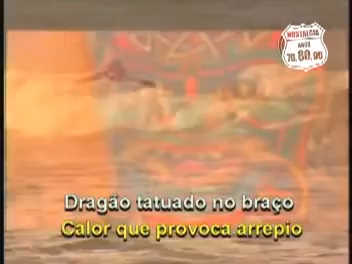 NOSTALGIA
ANOS
70.80.90
Dragão tatuado no braço
Calor que provoca arrepio